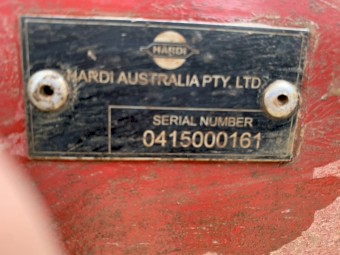 HARDI
HARDI AUSTRALIA PTY. LTD
SERIAL NUMBER
0415000161